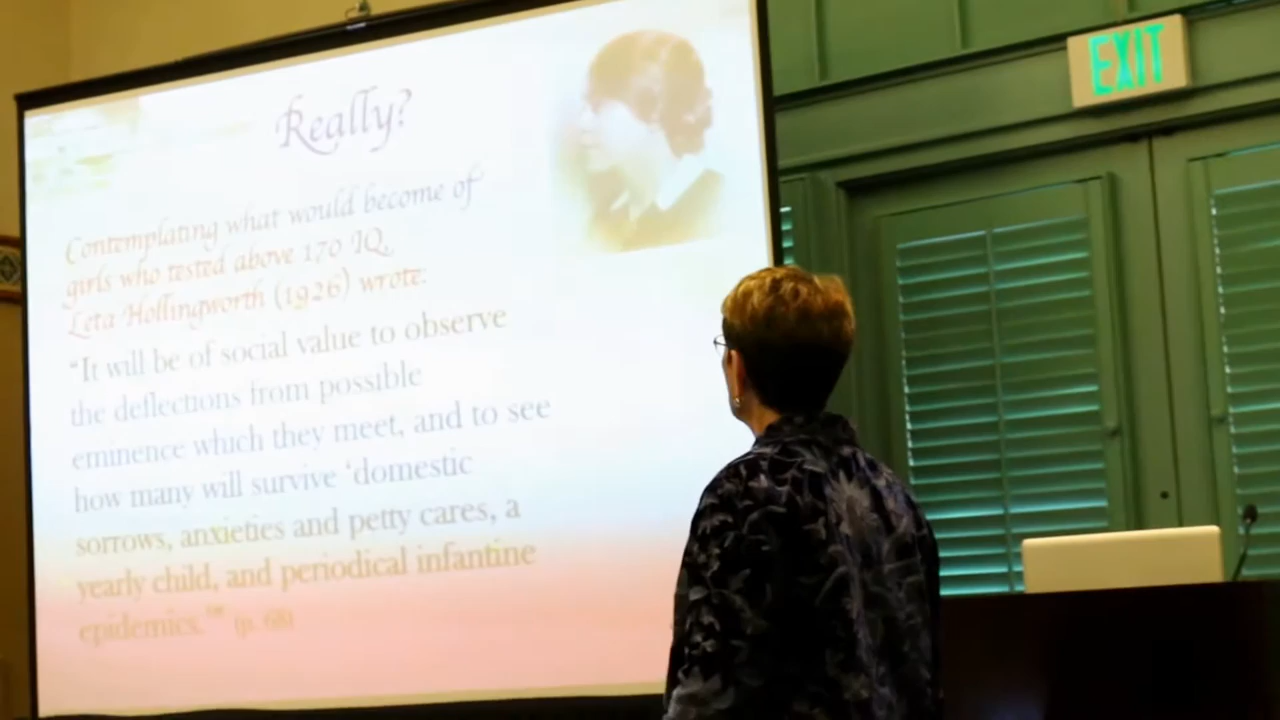 Really?
Contemplating what would become of
girls who tested above 170 IQ,
Leta Hollingworth (1926) wrote:
“It will be of social value to observe
the deflections from possible
eminence which they meet, and to see
how many will survive ‘domestic
sorrows, anxieties and petty cares, a
yearly child, and periodical infantine
epidemics.’” (p. 68)
EXIT